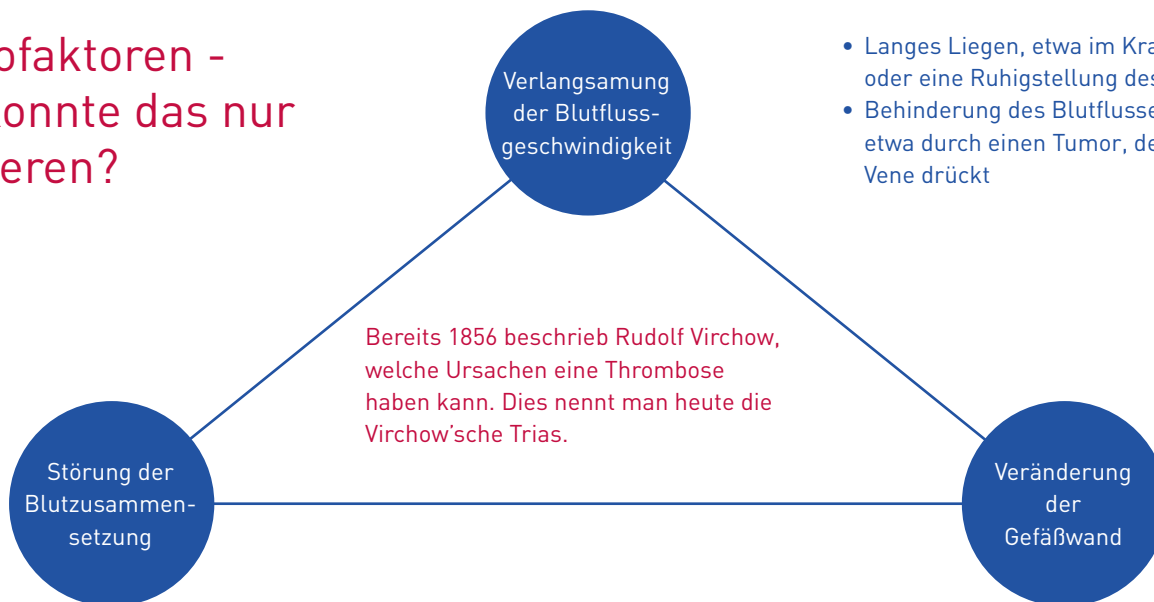 ofaktoren -
onnte das nur
eren?
Verlangsamung
der Blutfluss-
geschwindigkeit
• Langes Liegen, etwa im Kra
oder eine Ruhigstellung des
• Behinderung des Blutflusse
etwa durch einen Tumor, de
Vene drückt
Bereits 1856 beschrieb Rudolf Virchow,
welche Ursachen eine Thrombose
haben kann. Dies nennt man heute die
Virchow’sche Trias.
Störung der
Blutzusammen-
setzung
Veränderung
der
Gefäßwand